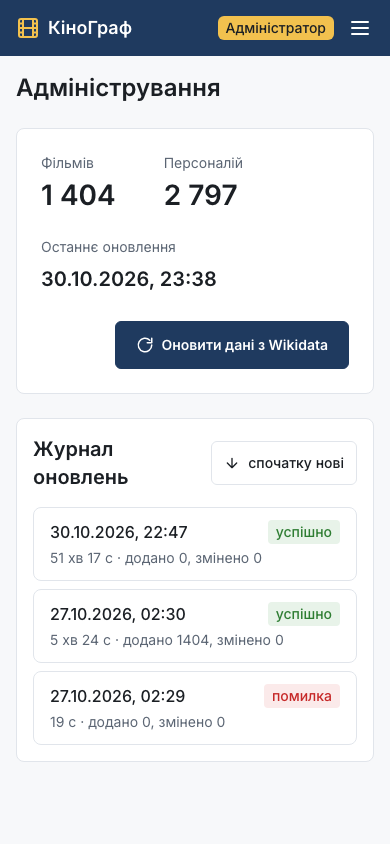 КіноГраф
Адміністратор
Адміністрування
Фільмів
Персоналій
1 404
2 797
Останнє оновлення
30.10.2026, 23:38
Оновити дані з Wikidata
Журнал
оновлень
спочатку нові
30.10.2026, 22:47
успішно
51 хв 17 с · додано 0, змінено 0
27.10.2026, 02:30
успішно
5 хв 24 с · додано 1404, змінено 0
27.10.2026, 02:29
помилка
19 с · додано 0, змінено 0